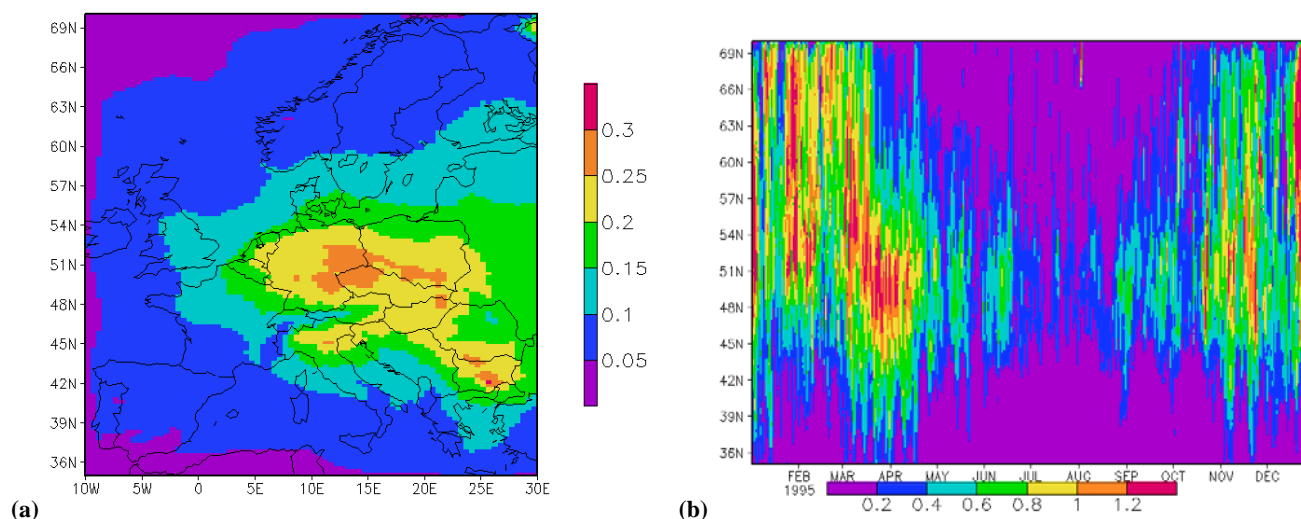 69N
66N
63N
60N
57N
54N
51N
48N
45N
42N
39N
36N
10W 5W 0 5E 10E 15E 20E 25E 30E
0.3
0.25
0.2
0.15
0.1
0.05
(a)
69N
66N
63N
60N
57N
54N
51N
48N
45N
42N
39N
36N
FEB MAR APR MAY JUN JUL AUG SEP OCT NOV DEC
1995
0.2 0.4 0.6 0.8 1 1.2
(b)